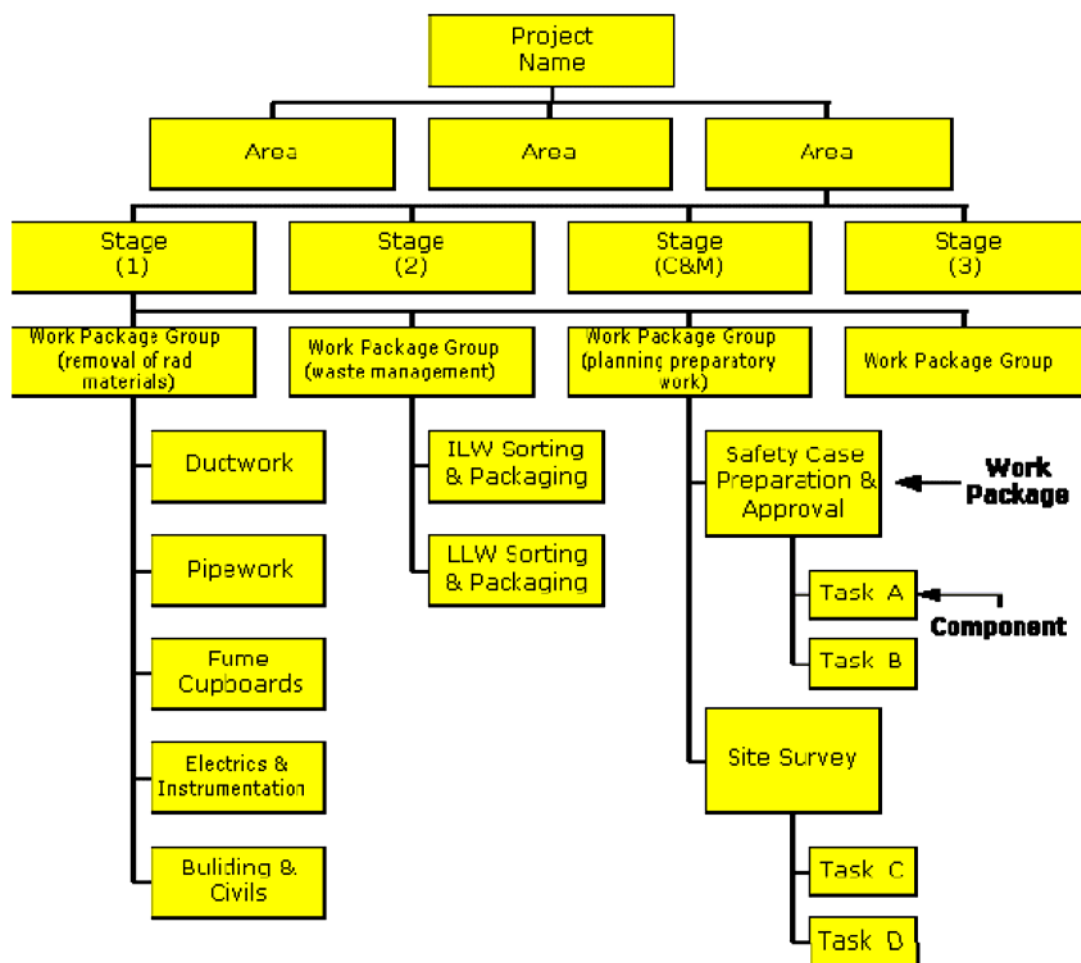 Project
Name
Area
Area
Area
Stage
(1)
Stage
(2)
Stage
(C&M)
Stage
(3)
Work Package Group
(removal of rad
materials)
Work Package Group
(waste management)
Work Package Group
(planning preparatory
work)
Work Package Group
Ductwork
Pipework
Fume
Cupboards
Electrics &
Instrumentation
Buliding &
Civils
ILW Sorting
& Packaging
LLW Sorting
& Packaging
Safety Case
Preparation &
Approval
Work
Package
Task A
Component
Task B
Site Survey
Task C
Task D